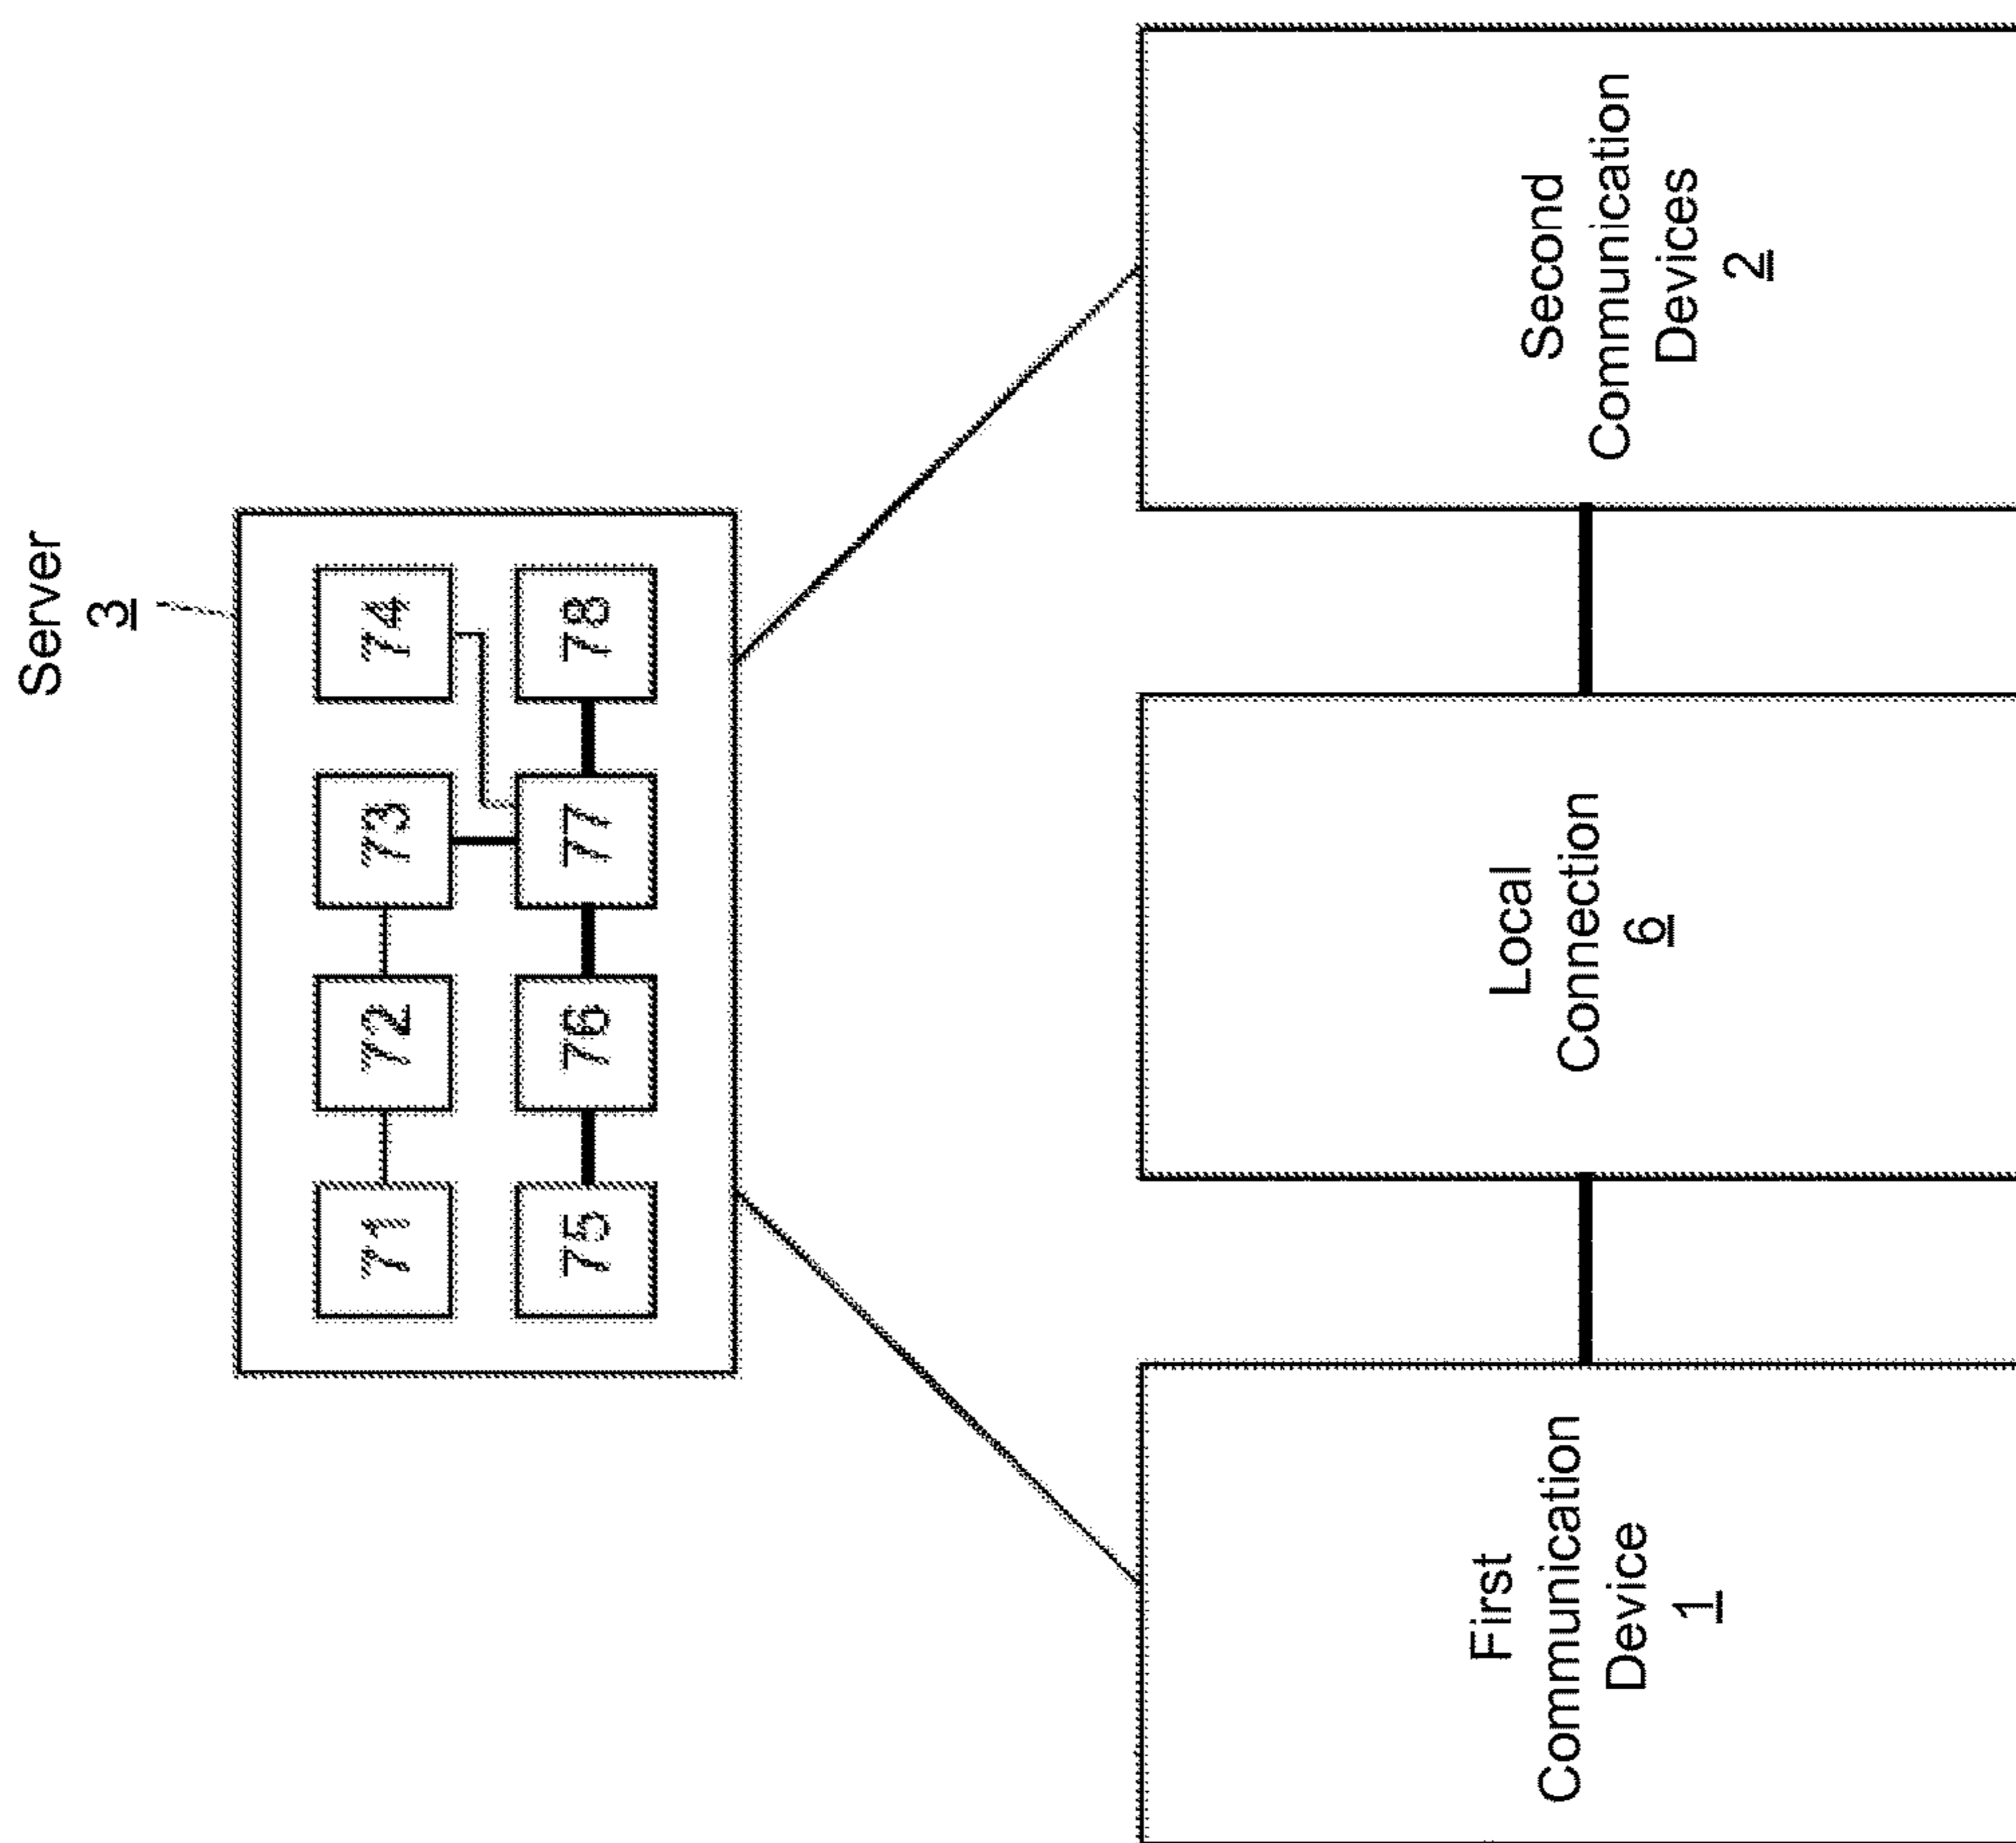 Server
3
71
72
73
74
75
76
77
78
First
Communication
Device
1
Local
Connection
6
Second
Communication
Devices
2